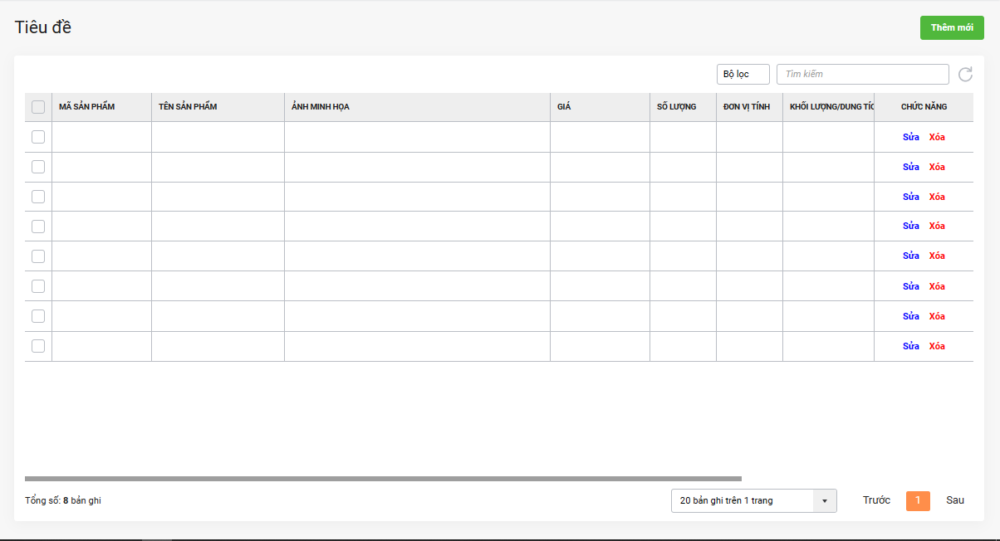 Tiêu đề
Thêm mới
Bộ lọc
Tìm kiếm
MÃ SẢN PHẨM TÊN SẢN PHẨM ẢNH MINH HỌA GIÁ SỐ LƯỢNG ĐƠN VỊ TÍNH KHỐI LƯỢNG/DUNG TÍC CHỨC NĂNG
Sửa Xóa
Sửa Xóa
Sửa Xóa
Sửa Xóa
Sửa Xóa
Sửa Xóa
Sửa Xóa
Sửa Xóa
Tổng số: 8 bản ghi
20 bản ghi trên 1 trang
Trước 1 Sau